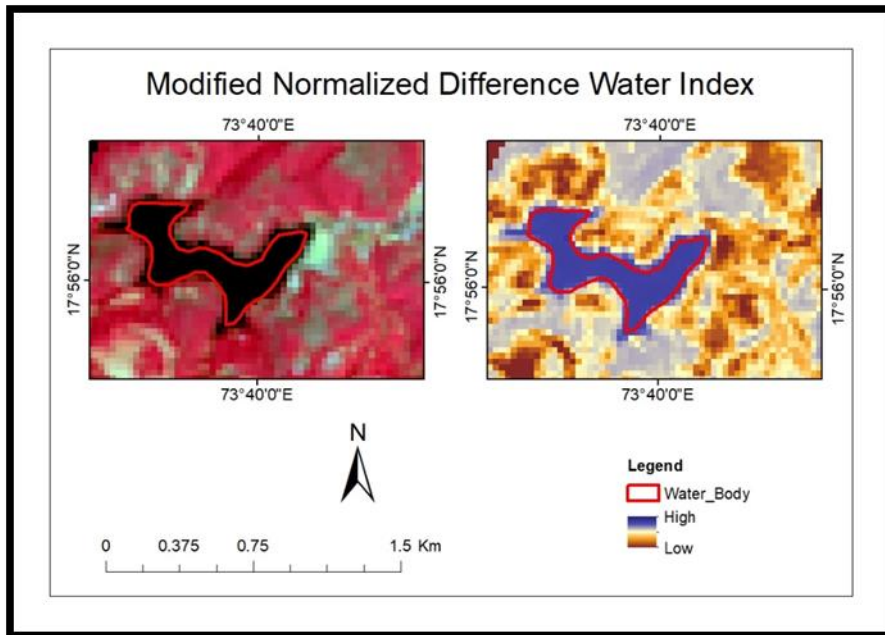 Modified Normalized Difference Water Index
73°40'0"E
73°40'0"E
17°56'0"N
17°56'0"N
17°56'0"N
17°56'0"N
73°40'0"E
73°40'0"E
N
0 0.375 0.75 1.5 Km
Legend
Water_Body
High
Low